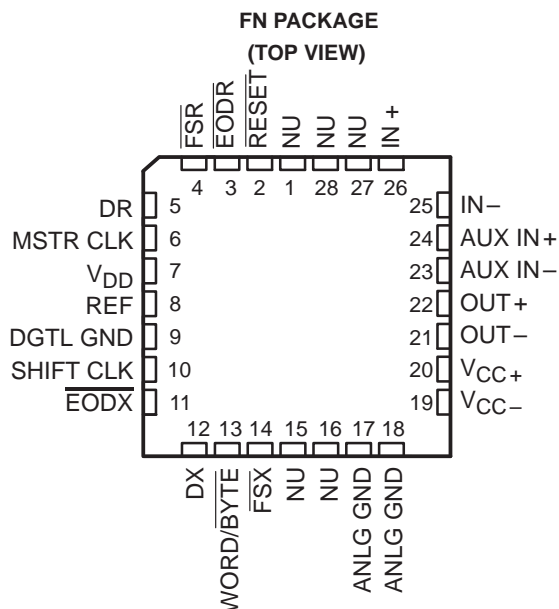 FN PACKAGE
(TOP VIEW)
FSR
EODR
RESET
NU
NU
NU
IN +
4 3 2 1 28 27 26
DR 5
MSTR CLK 6
VDD 7
REF 8
DGTL GND 9
SHIFT CLK 10
EODX 11
25 IN−
24 AUX IN+
23 AUX IN−
22 OUT+
21 OUT−
20 VCC+
19 VCC−
12 13 14 15 16 17 18
DX
WORD/BYTE
FSX
NU
NU
ANLG GND
ANLG GND